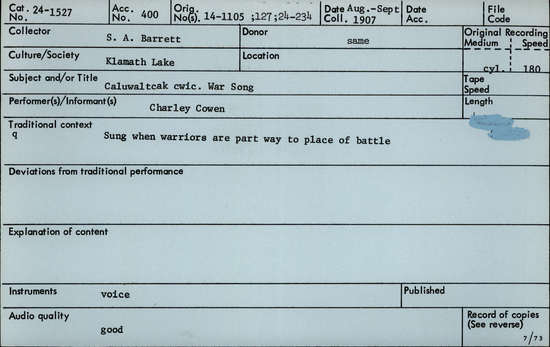 Cat. No. 24-1527 Acc. No. 400 Orig. No(s). 14-1105 ;127;24-234 Date Coll. Aug.-Sept 1907 Date Acc. File Code
Collector S. A. Barrett Donor same Original Recording Medium Speed
Culture/Society Klamath Lake Location cyl. 180
Subject and/or Title Caluwaltcak cwic. War Song Tape Speed
Performer(s)/Informant(s) Charley Cowen Length
Traditional context
q Sung when warriors are part way to place of battle
Deviations from traditional performance
Explanation of content
Instruments voice Published
Audio quality good Record of copies (See reverse)
7/73